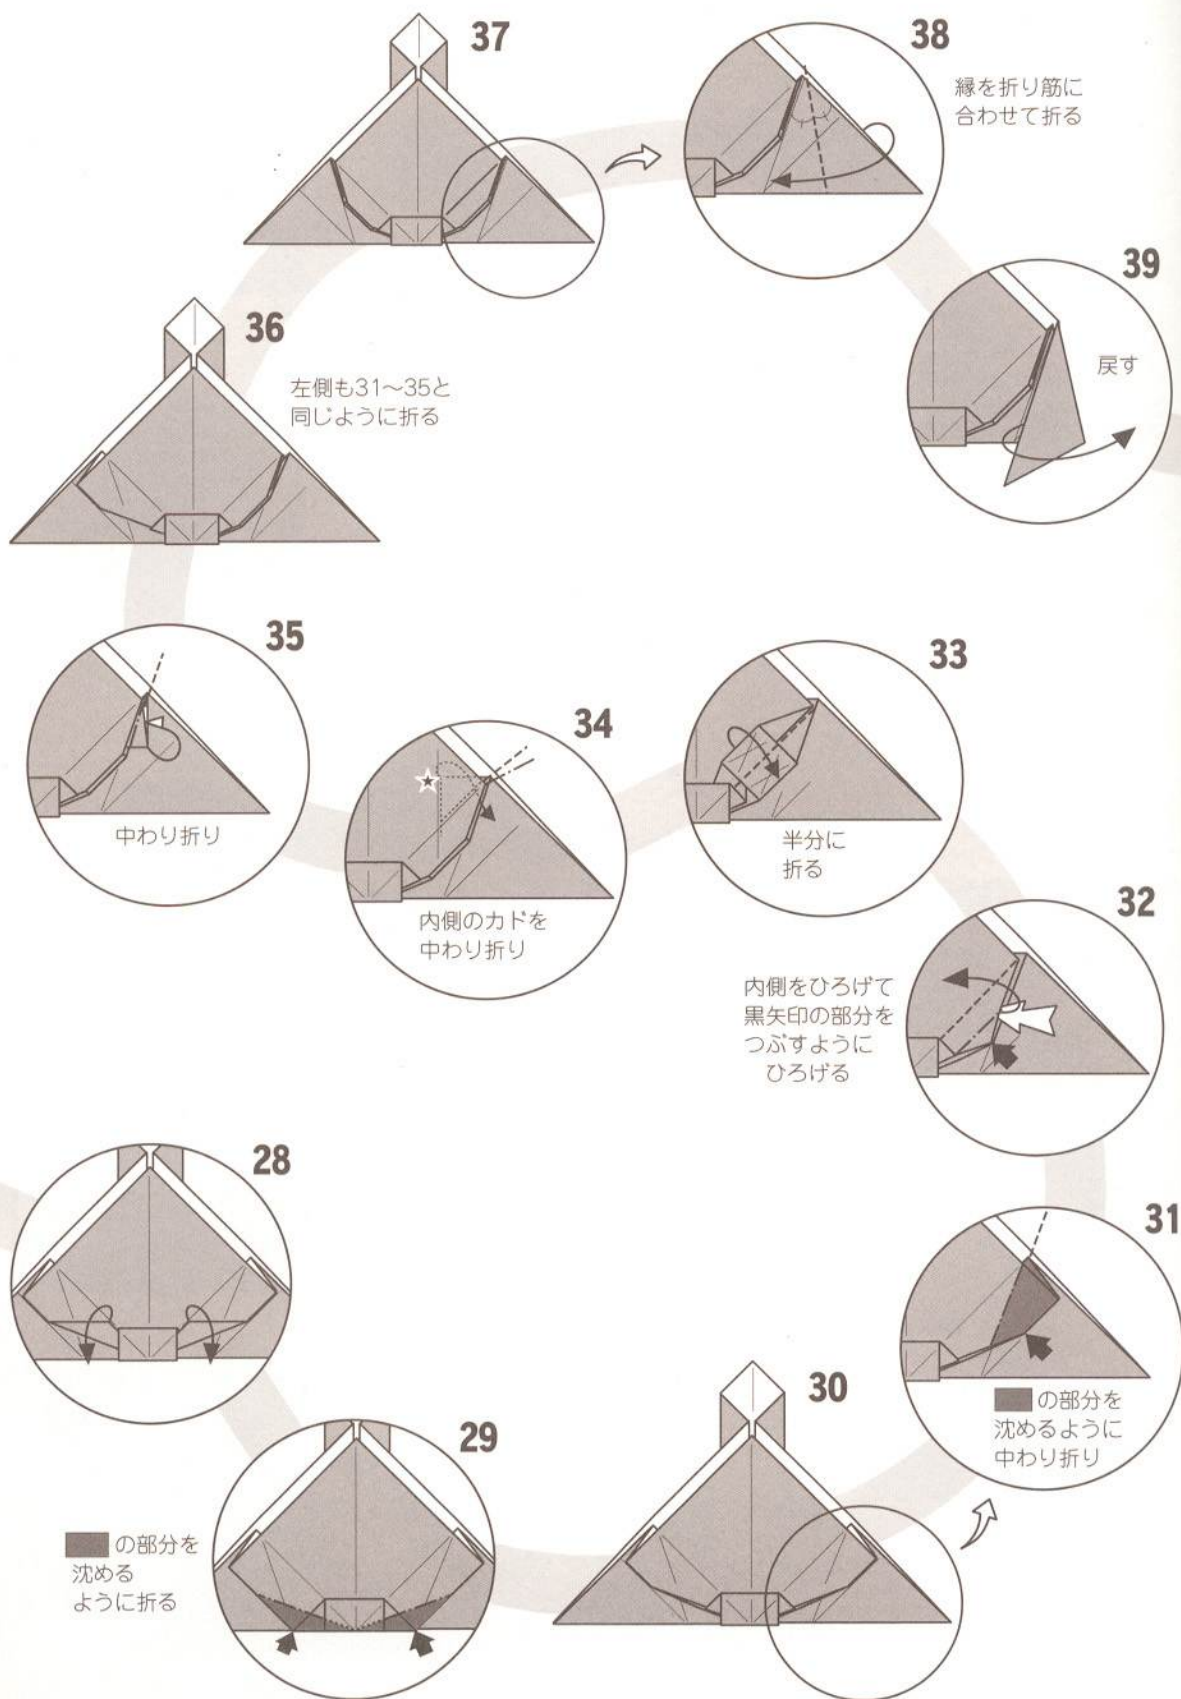 28
29
■の部分を
沈める
ように折る
30
31
■の部分を
沈めるように
中わり折り
32
内側をひろげて
黒矢印の部分を
つぶすように
ひろげる
33
半分に
折る
34
内側のカドを
中わり折り
35
中わり折り
36
左側も31～35と
同じように折る
37
38
縁を折り筋に
合わせて折る
39
戻す